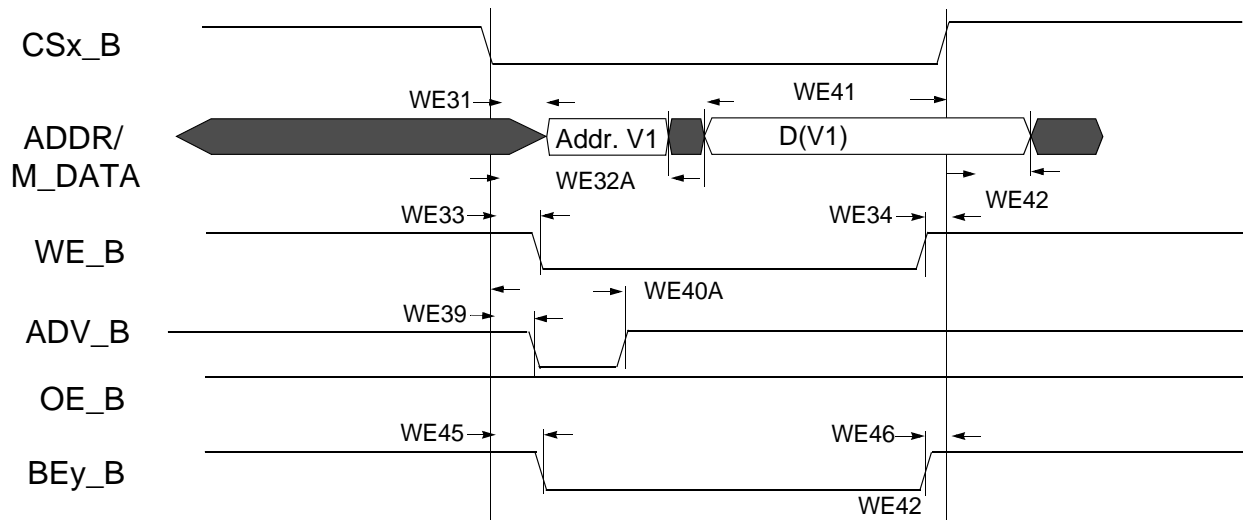 CSx_B
WE31
WE41
ADDR/
M_DATA
Addr. V1
D(V1)
WE32A
WE42
WE33
WE34
WE_B
WE40A
WE39
ADV_B
OE_B
WE45
WE46
BEy_B
WE42